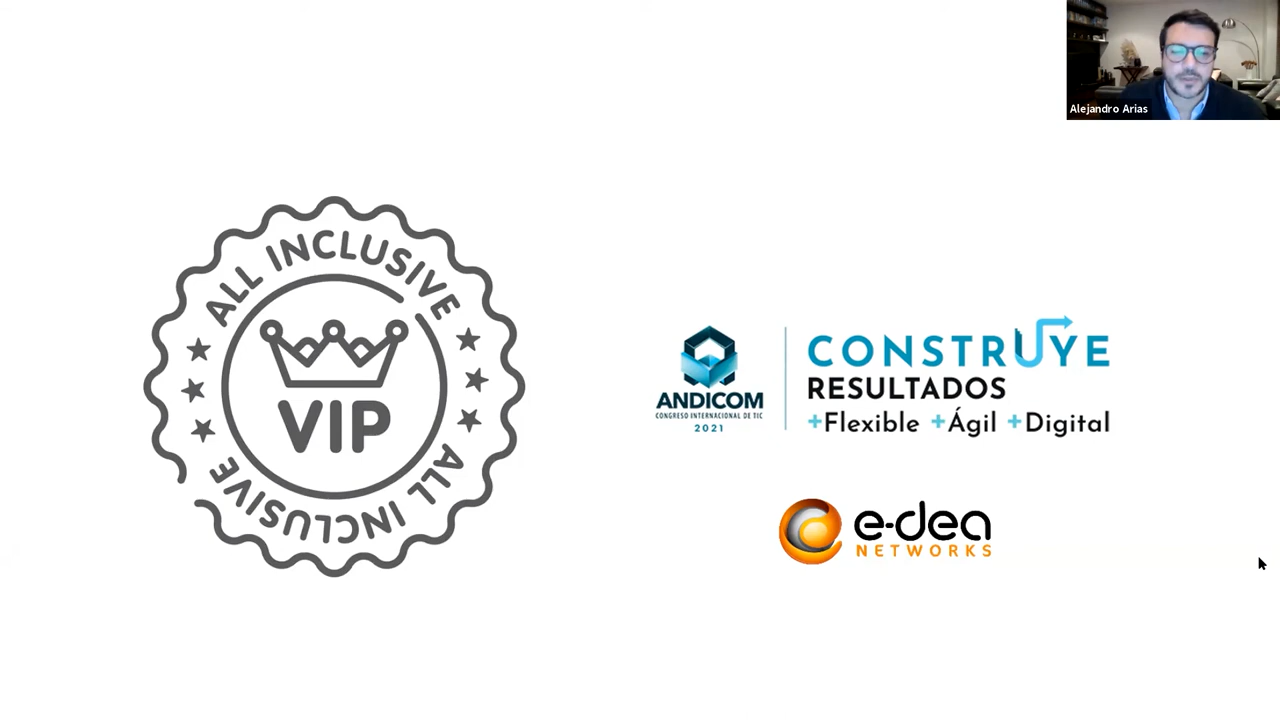 Alejandro Arias
ALL INCLUSIVE
VIP
ALL INCLUSIVE
ANDICOM
CONGRESO INTERNACIONAL DE TIC
2021
CONSTRUYE
RESULTADOS
+Flexible +Ágil +Digital
e-dea
NETWORKS